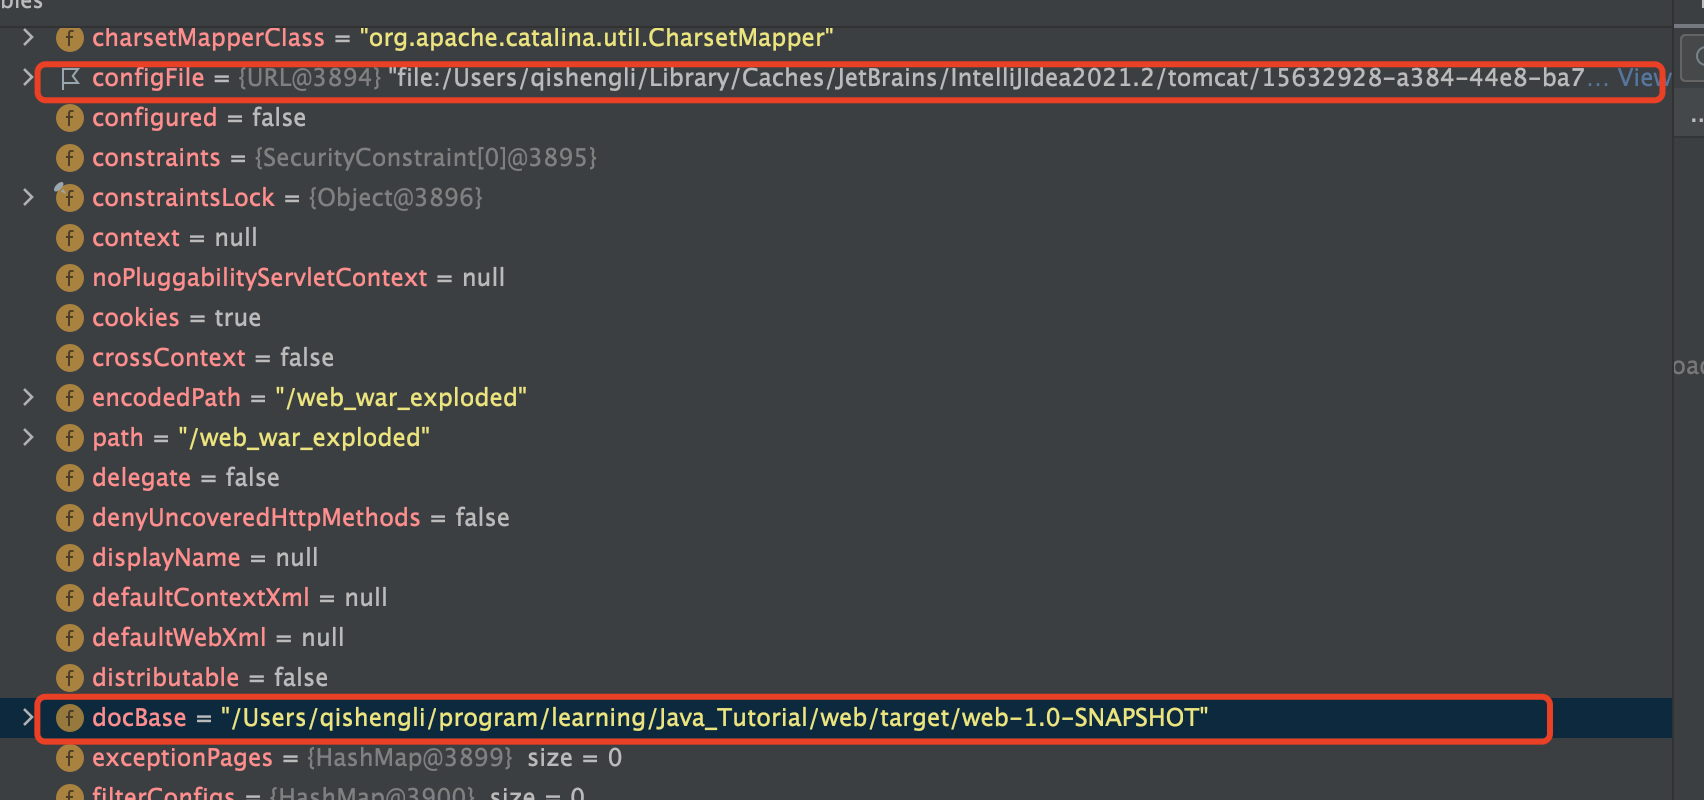 bles
charsetMapperClass = "org.apache.catalina.util.CharsetMapper"
configFile = {URL@3894} "file:/Users/qishengli/Library/Caches/JetBrains/IntelliJIdea2021.2/tomcat/15632928-a384-44e8-ba7... View
configured = false
constraints = {SecurityConstraint[0]@3895}
constraintsLock = {Object@3896}
context = null
noPluggabilityServletContext = null
cookies = true
crossContext = false
encodedPath = "/web_war_exploded"
path = "/web_war_exploded"
delegate = false
denyUncoveredHttpMethods = false
displayName = null
defaultContextXml = null
defaultWebXml = null
distributable = false
docBase = "/Users/qishengli/program/learning/Java_Tutorial/web/target/web-1.0-SNAPSHOT"
exceptionPages = {HashMap@3899} size = 0
filterConfigs = {HashMap@3900} size = 0